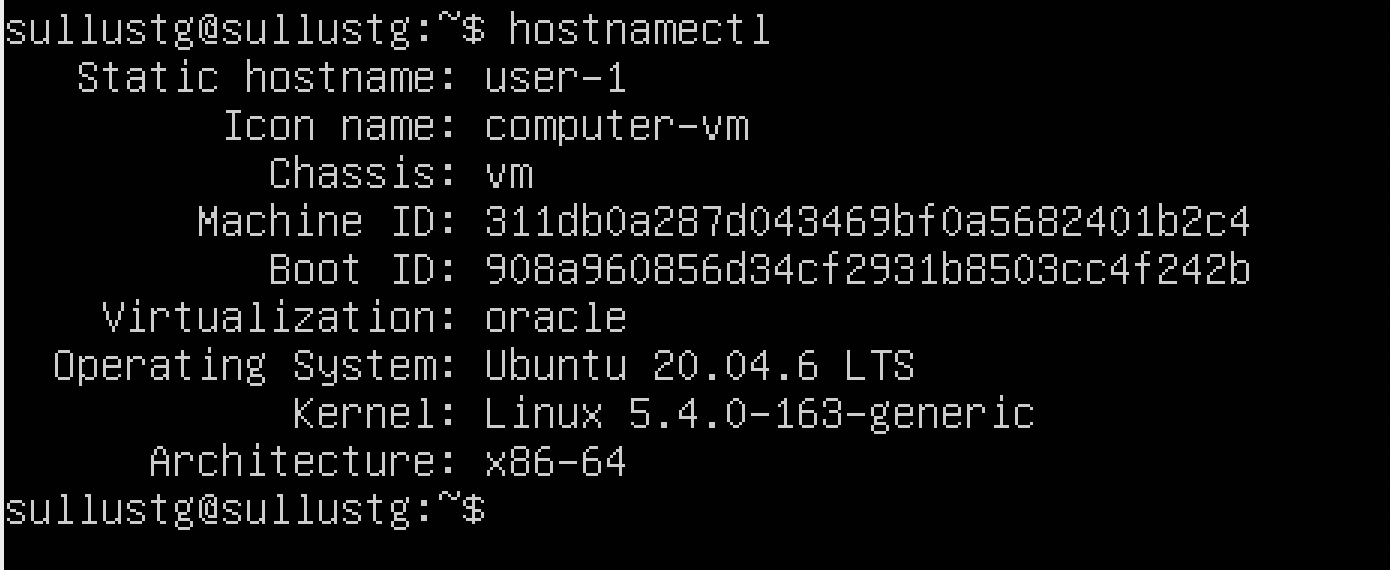 sullustg@sullustg:~$ hostnamectl
Static hostname: user-1
Icon name: computer-vm
Chassis: vm
Machine ID: 311db0a287d043469bf0a5682401b2c4
Boot ID: 908a960856d34cf2931b8503cc4f242b
Virtualization: oracle
Operating System: Ubuntu 20.04.6 LTS
Kernel: Linux 5.4.0-163-generic
Architecture: x86-64
sullustg@sullustg:~$